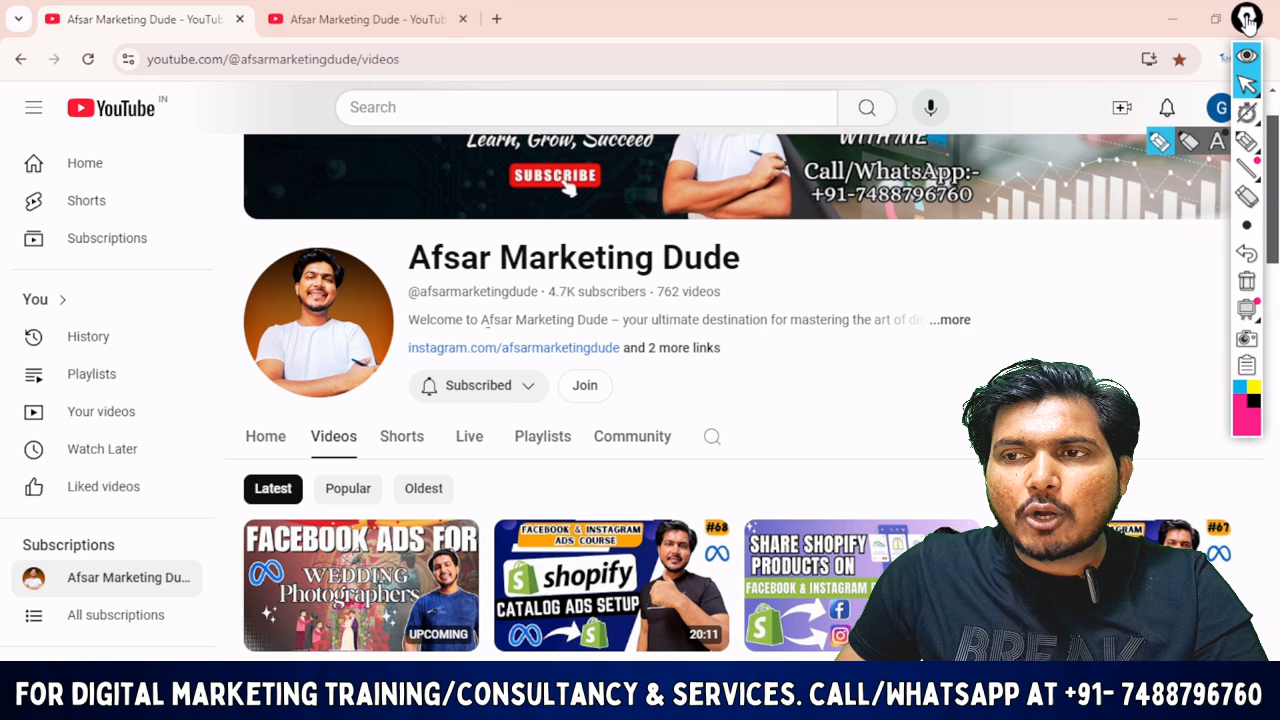 Afsar Marketing Dude - YouTub
Afsar Marketing Dude - YouTub
youtube.com/@afsarmarketingdude/videos
YouTube IN
Search
G
Home
Shorts
Subscriptions
You
History
Playlists
Your videos
Watch Later
Liked videos
Subscriptions
Afsar Marketing Du...
All subscriptions
Learn, Grow, Succeed
SUBSCRIBE
WITH ME
Call/WhatsApp:-
+91-7488796760
A
Afsar Marketing Dude
@afsarmarketingdude · 4.7K subscribers · 762 videos
Welcome to Afsar Marketing Dude – your ultimate destination for mastering the art of dig ...more
instagram.com/afsarmarketingdude and 2 more links
Subscribed
Join
Home Videos Shorts Live Playlists Community
Latest Popular Oldest
FACEBOOK ADS FOR
WEDDING
Photographers
UPCOMING
FACEBOOK & INSTAGRAM
ADS COURSE
#68
shopify
CATALOG ADS SETUP
20:11
SHARE SHOPIFY
PRODUCTS ON
FACEBOOK & INSTAGRAM
#67
BREAK
FOR DIGITAL MARKETING TRAINING/CONSULTANCY & SERVICES. CALL/WHATSAPP AT +91- 7488796760